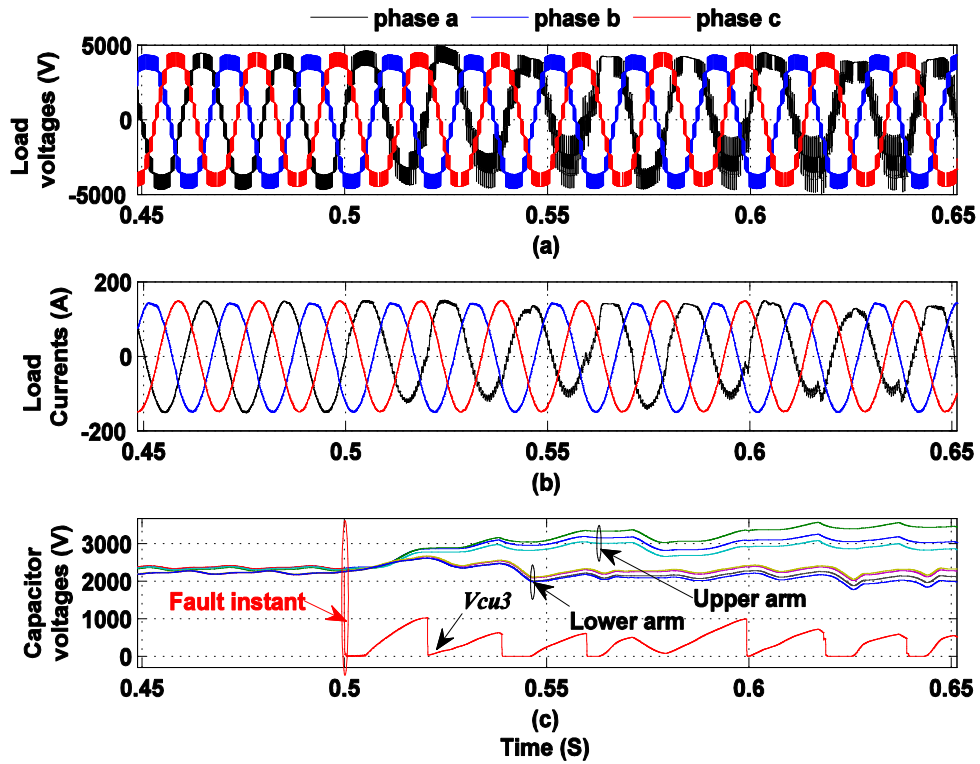 phase a phase b phase c
Load voltages (V)
5000
0
-5000
0.45 0.5 0.55 0.6 0.65
(a)
Load Currents (A)
200
0
-200
0.45 0.5 0.55 0.6 0.65
(b)
Capacitor voltages (V)
3000
2000
1000
0
Fault instant
Vcu3
Lower arm
Upper arm
0.45 0.5 0.55 0.6 0.65
(c)
Time (S)